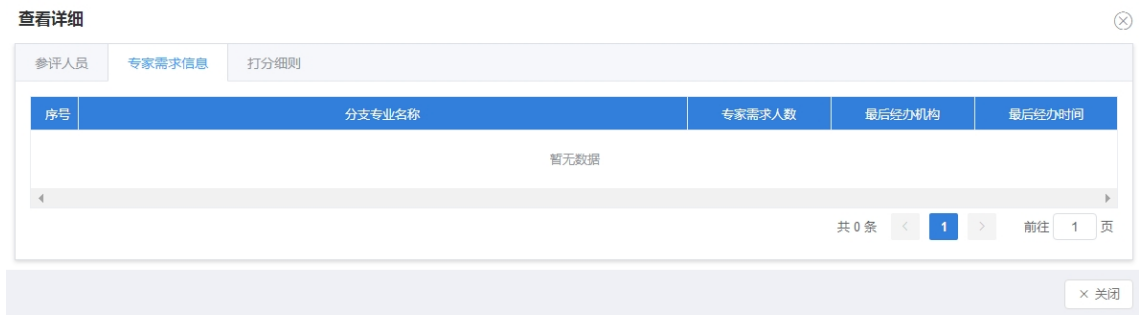 查看详细
参评人员 专家需求信息 打分细则
序号 分支专业名称 专家需求人数 最后经办机构 最后经办时间
暂无数据
共 0 条 < 1 > 前往 1 页
× 关闭